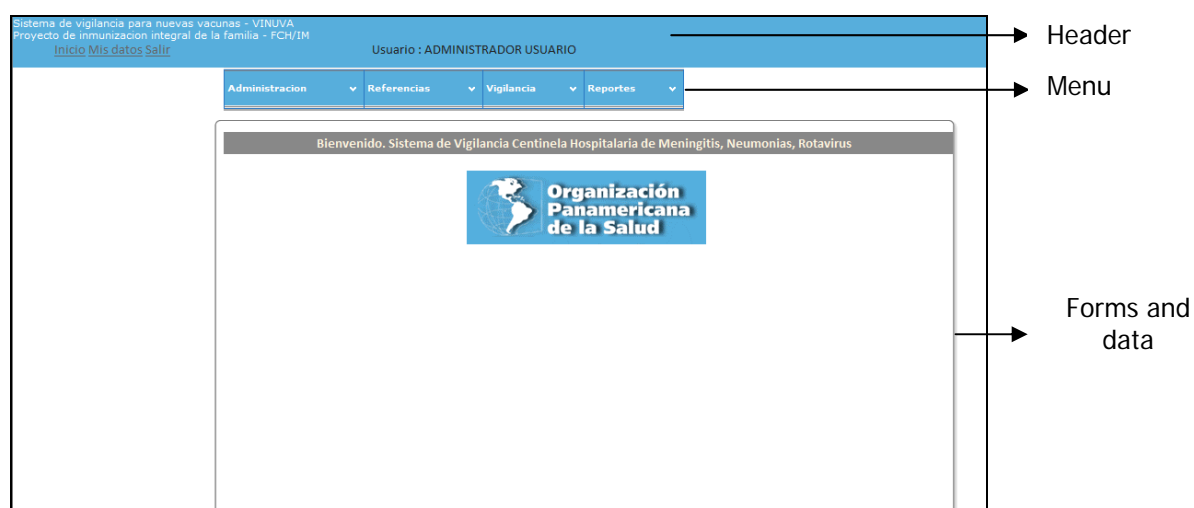 Sistema de vigilancia para nuevas vacunas - VINUVA
Proyecto de inmunizacion integral de la familia - FCH/IM
Inicio Mis datos Salir
Usuario : ADMINISTRADOR USUARIO
Header
Administracion Referencias Vigilancia Reportes
Menu
Bienvenido. Sistema de Vigilancia Centinela Hospitalaria de Meningitis, Neumonias, Rotavirus
Organización
Panamericana
de la Salud
Forms and
data